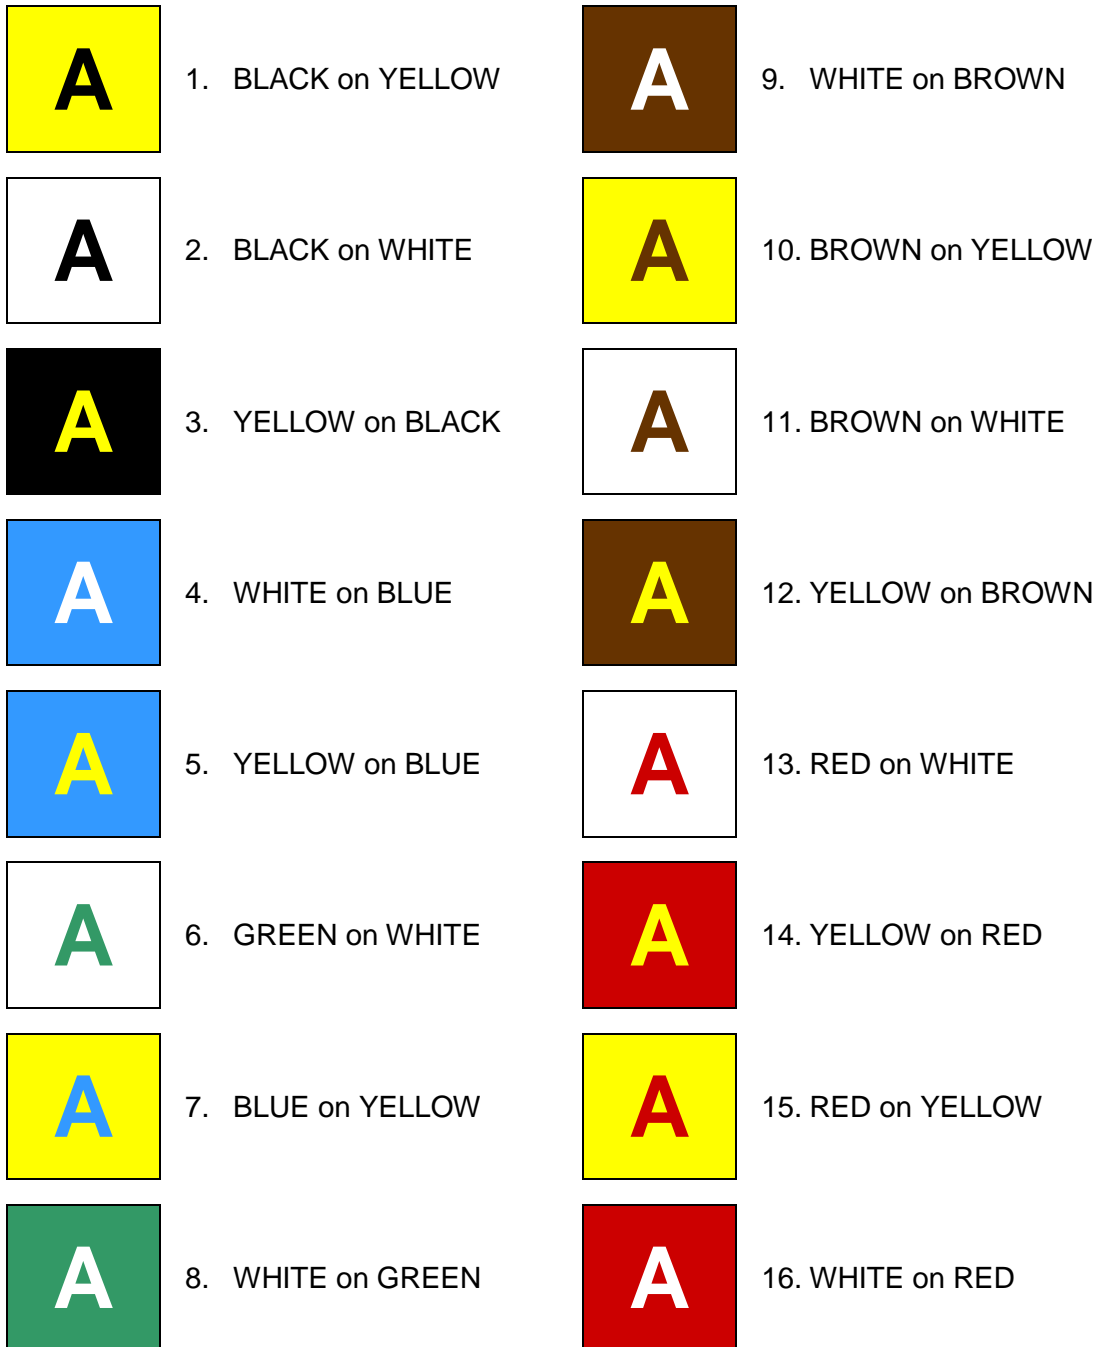 A 1. BLACK on YELLOW
A 2. BLACK on WHITE
A 3. YELLOW on BLACK
A 4. WHITE on BLUE
A 5. YELLOW on BLUE
A 6. GREEN on WHITE
A 7. BLUE on YELLOW
A 8. WHITE on GREEN
A 9. WHITE on BROWN
A 10. BROWN on YELLOW
A 11. BROWN on WHITE
A 12. YELLOW on BROWN
A 13. RED on WHITE
A 14. YELLOW on RED
A 15. RED on YELLOW
A 16. WHITE on RED